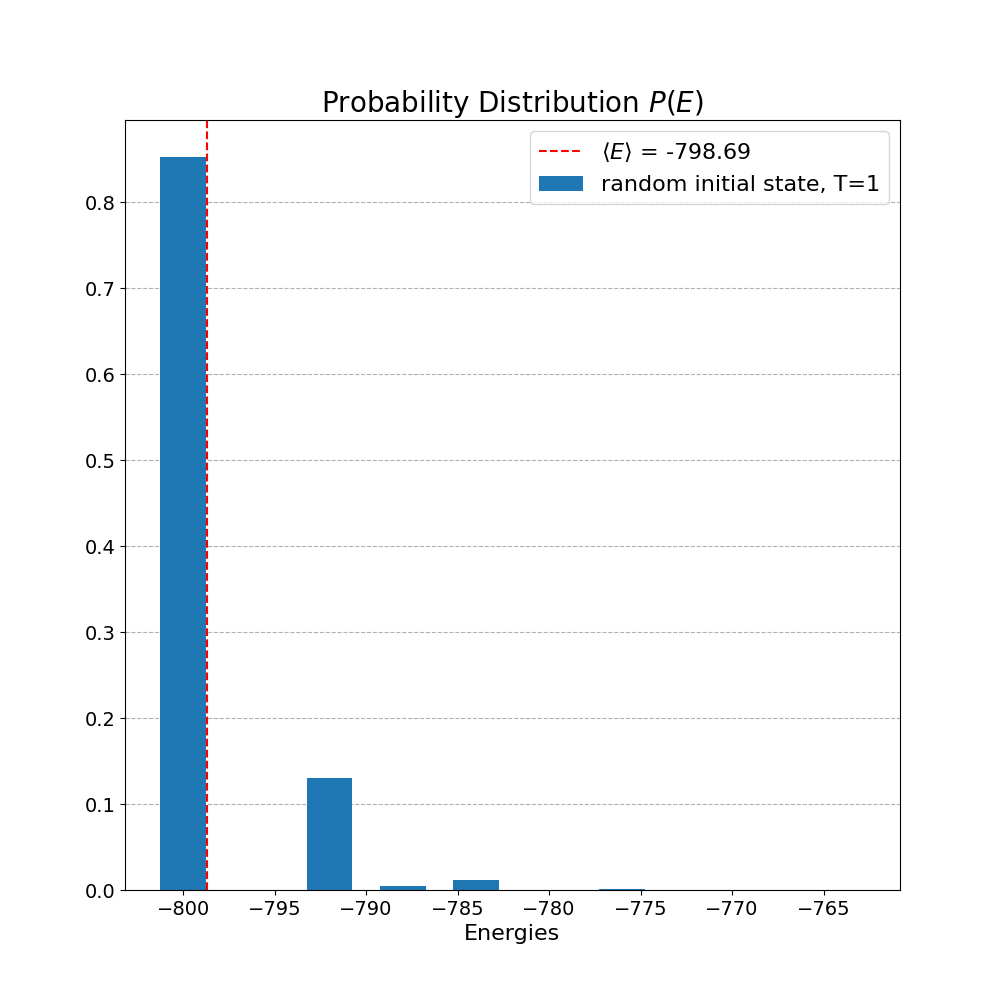 Probability Distribution P(E)
⟨E⟩ = -798.69
random initial state, T=1
0.8
0.7
0.6
0.5
0.4
0.3
0.2
0.1
0.0
−800 −795 −790 −785 −780 −775 −770 −765
Energies